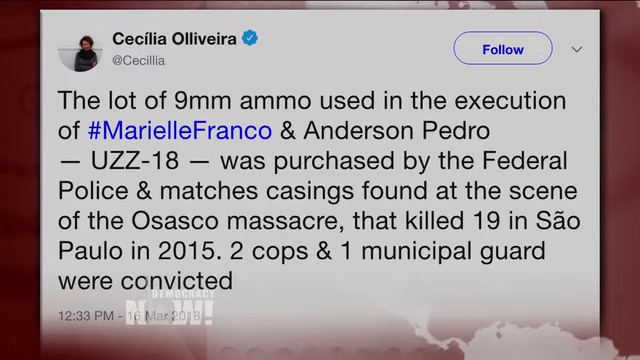 Cecília Olliveira
@Cecillia
Follow
The lot of 9mm ammo used in the execution
of #MarielleFranco & Anderson Pedro
— UZZ-18 — was purchased by the Federal
Police & matches casings found at the scene
of the Osasco massacre, that killed 19 in São
Paulo in 2015. 2 cops & 1 municipal guard
were convicted
DEMOCRACY
NOW!
12:33 PM - 16 Mar 2018